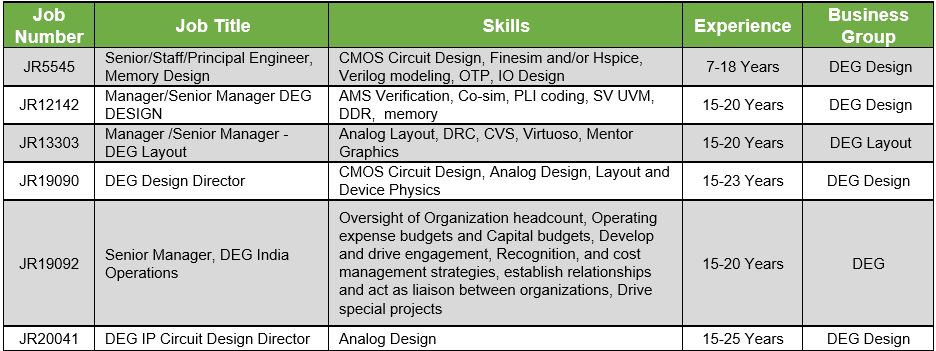 Job Number Job Title Skills Experience Business Group
JR5545 Senior/Staff/Principal Engineer, Memory Design CMOS Circuit Design, Finesim and/or Hspice, Verilog modeling, OTP, IO Design 7-18 Years DEG Design
JR12142 Manager/Senior Manager DEG DESIGN AMS Verification, Co-sim, PLI coding, SV UVM, DDR, memory 15-20 Years DEG Design
JR13303 Manager /Senior Manager - DEG Layout Analog Layout, DRC, CVS, Virtuoso, Mentor Graphics 15-20 Years DEG Layout
JR19090 DEG Design Director CMOS Circuit Design, Analog Design, Layout and Device Physics 15-23 Years DEG Design
JR19092 Senior Manager, DEG India Operations Oversight of Organization headcount, Operating expense budgets and Capital budgets, Develop and drive engagement, Recognition, and cost management strategies, establish relationships and act as liaison between organizations, Drive special projects 15-20 Years DEG
JR20041 DEG IP Circuit Design Director Analog Design 15-25 Years DEG Design